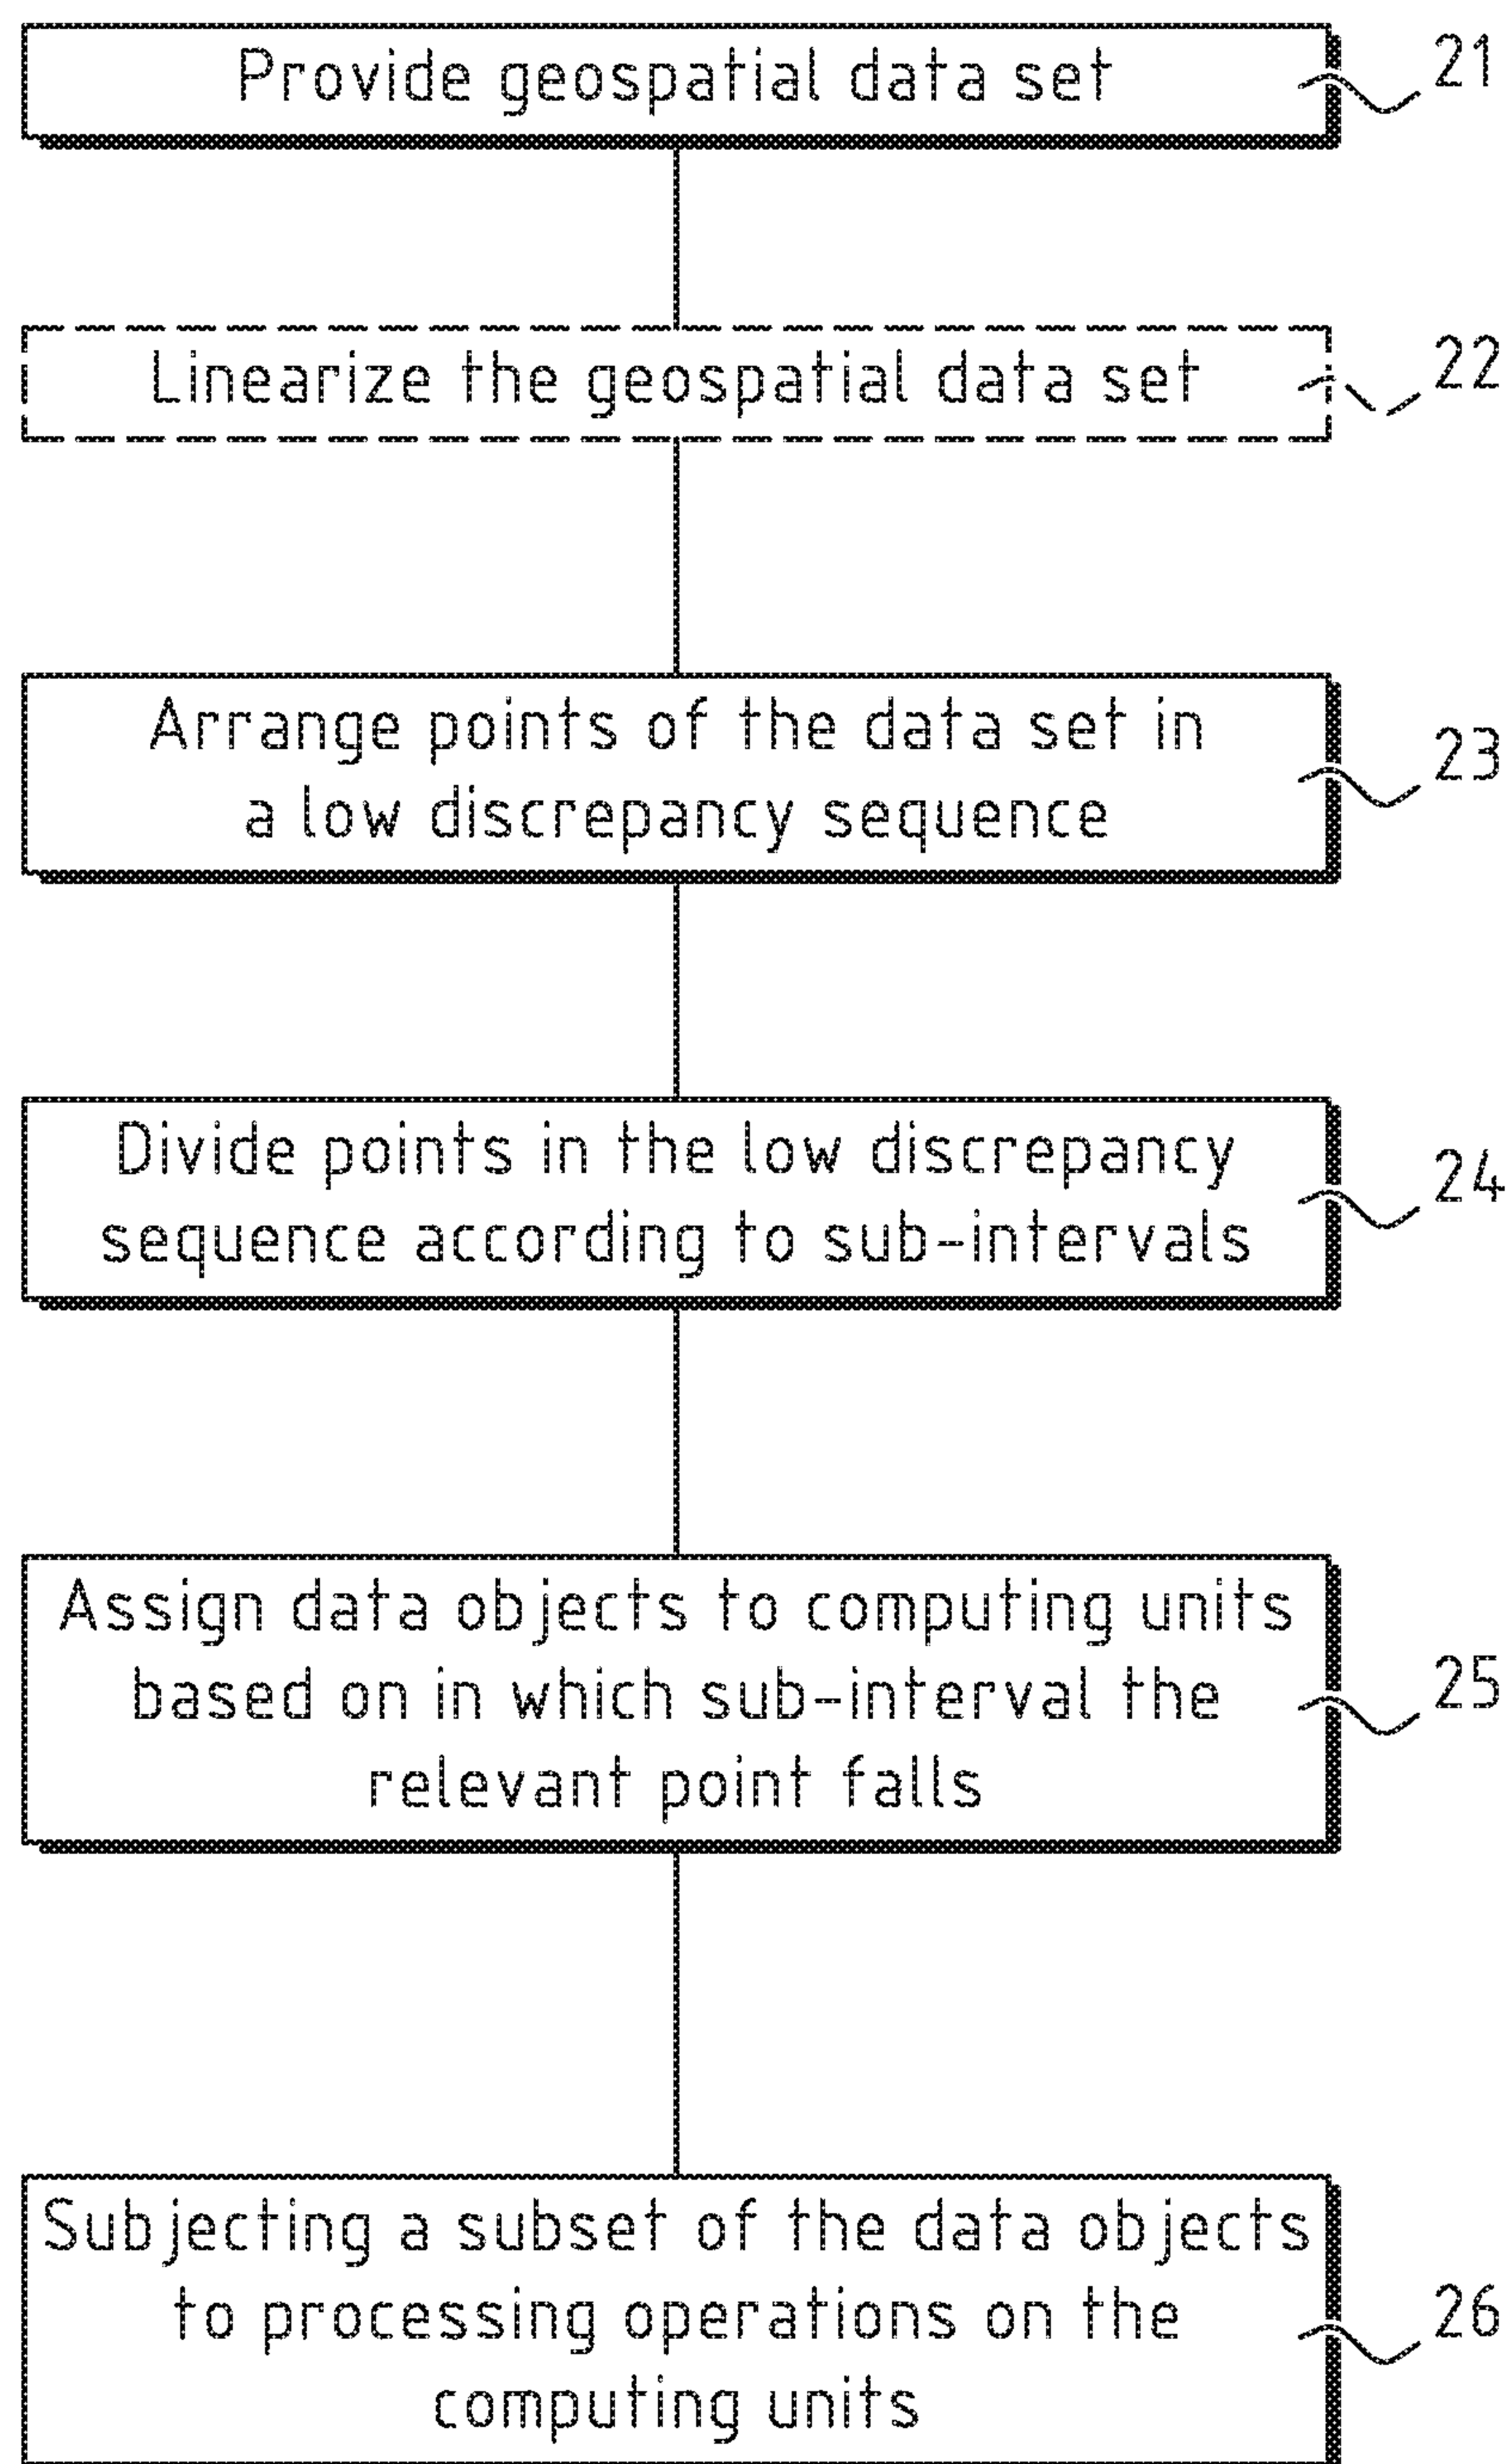 Provide geospatial data set
21
Linearize the geospatial data set
22
Arrange points of the data set in
a low discrepancy sequence
23
Divide points in the low discrepancy
sequence according to sub-intervals
24
Assign data objects to computing units
based on in which sub-interval the
relevant point falls
25
Subjecting a subset of the data objects
to processing operations on the
computing units
26